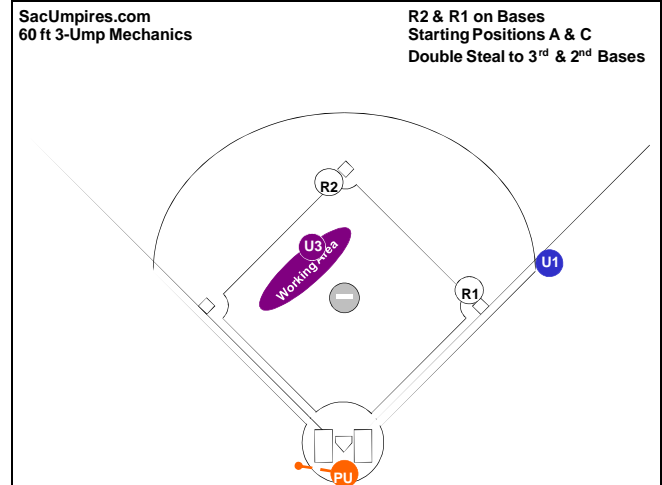 SacUmpires.com
60 ft 3-Ump Mechanics
R2 & R1 on Bases
Starting Positions A & C
Double Steal to 3rd & 2nd Bases
R2
U3
Working Area
U1
R1
PU